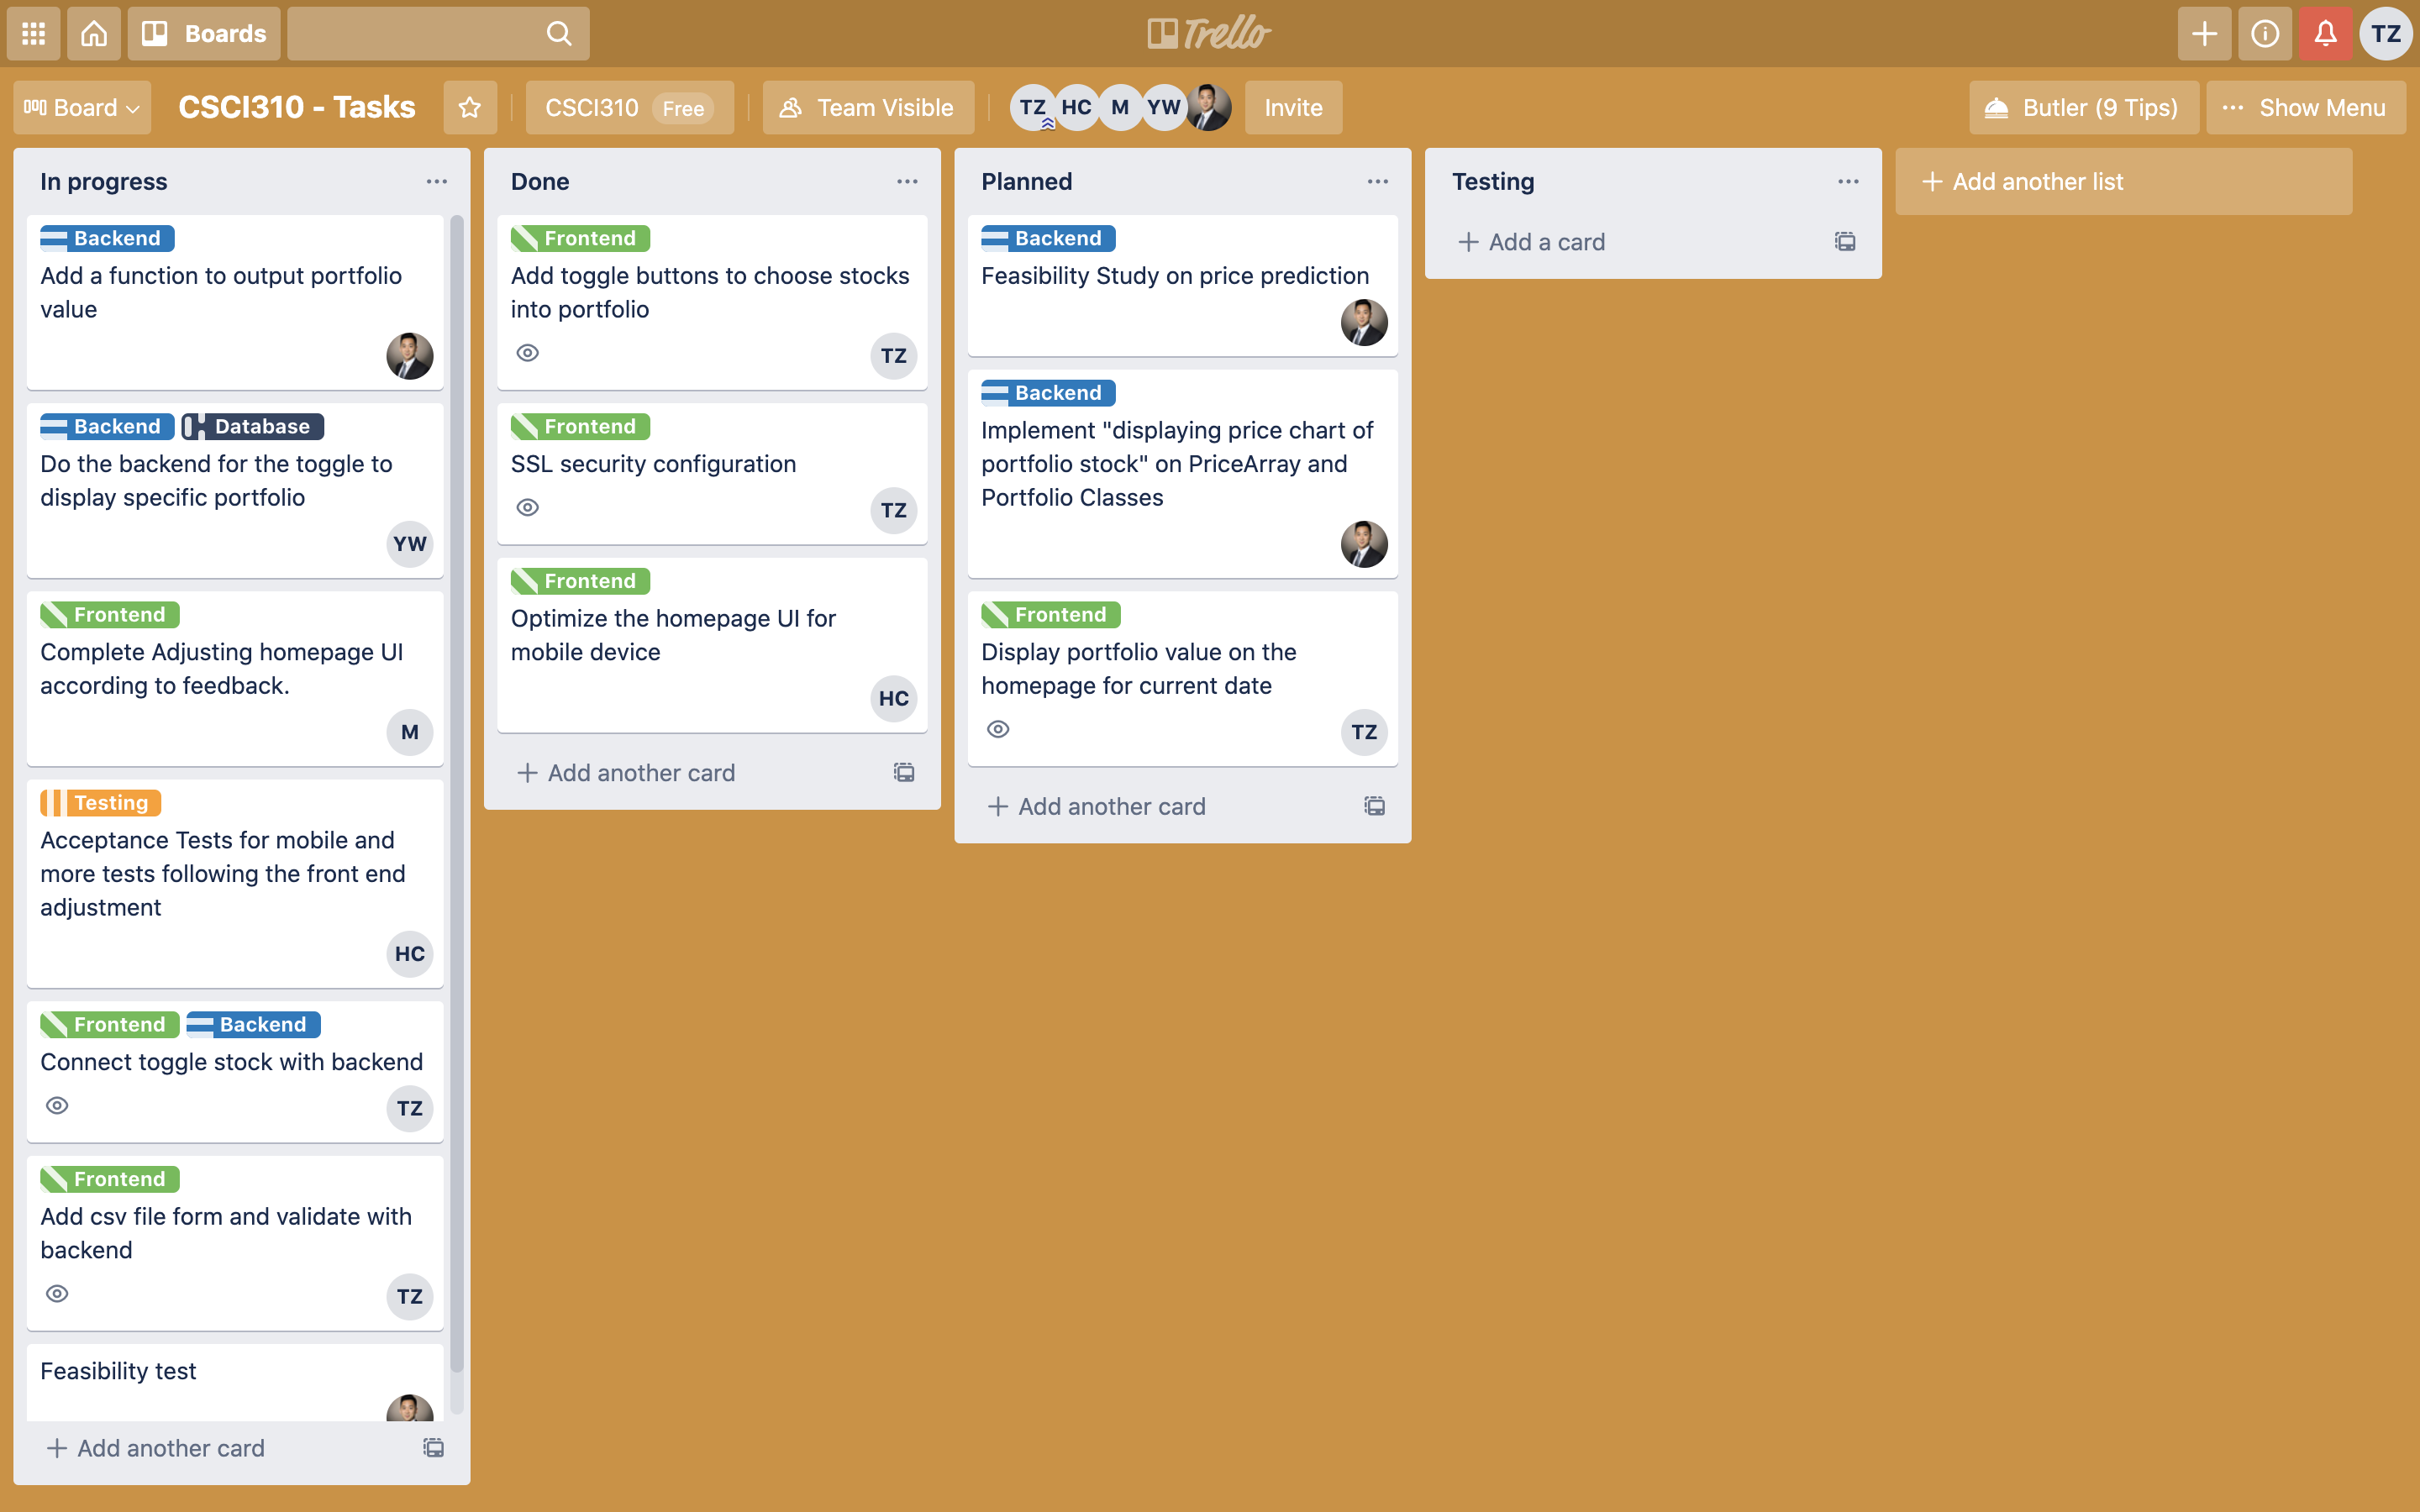 Boards
Trello
TZ
Board
CSCI310 - Tasks
CSCI310 Free
Team Visible
TZ HC M YW
Invite
Butler (9 Tips)
Show Menu
In progress
Backend
Add a function to output portfolio
value
Backend Database
Do the backend for the toggle to
display specific portfolio
YW
Frontend
Complete Adjusting homepage UI
according to feedback.
M
Testing
Acceptance Tests for mobile and
more tests following the front end
adjustment
HC
Frontend Backend
Connect toggle stock with backend
TZ
Frontend
Add csv file form and validate with
backend
TZ
Feasibility test
Add another card
Done
Frontend
Add toggle buttons to choose stocks
into portfolio
TZ
Frontend
SSL security configuration
TZ
Frontend
Optimize the homepage UI for
mobile device
HC
Add another card
Planned
Backend
Feasibility Study on price prediction
Backend
Implement "displaying price chart of
portfolio stock" on PriceArray and
Portfolio Classes
Frontend
Display portfolio value on the
homepage for current date
TZ
Add another card
Testing
Add a card
Add another list